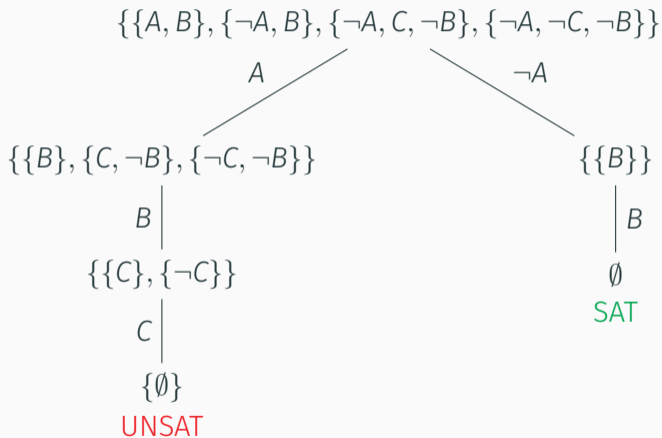 {{A, B}, {¬A, B}, {¬A, C, ¬B}, {¬A, ¬C, ¬B}}
A ¬A
{{B}, {C, ¬B}, {¬C, ¬B}} {{B}}
B B
{{C}, {¬C}} ∅
SAT
C
{∅}
UNSAT